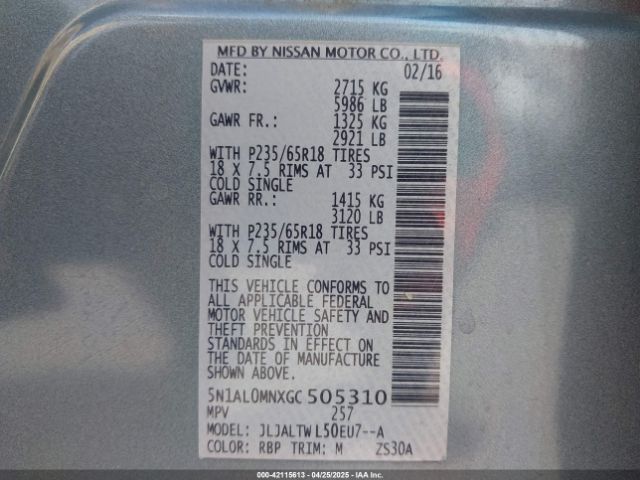 MFD BY NISSAN MOTOR CO., LTD.
DATE: 02/16
GVWR: 2715 KG
5986 LB
GAWR FR.: 1325 KG
2921 LB
WITH P235/65R18 TIRES
18 X 7.5 RIMS AT 33 PSI
COLD SINGLE
GAWR RR.: 1415 KG
3120 LB
WITH P235/65R18 TIRES
18 X 7.5 RIMS AT 33 PSI
COLD SINGLE
THIS VEHICLE CONFORMS TO
ALL APPLICABLE FEDERAL
MOTOR VEHICLE SAFETY AND
THEFT PREVENTION
STANDARDS IN EFFECT ON
THE DATE OF MANUFACTURE
SHOWN ABOVE.
5N1AL0MNXGC 505310
MPV 257
MODEL: JLJALTWL50EU7--A
COLOR: RBP TRIM: M ZS30A
000-42115613 - 04/25/2025 - IAAI.COM